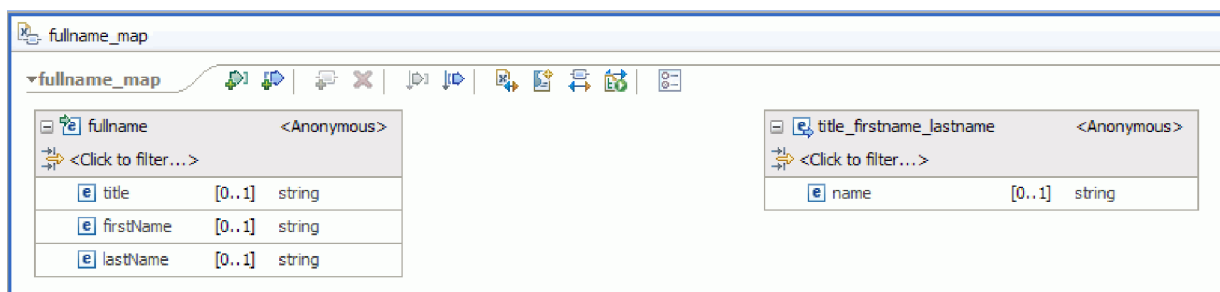 fullname_map
fullname_map
fullname <Anonymous>
<Click to filter...>
title [0..1] string
firstName [0..1] string
lastName [0..1] string
title_firstname_lastname <Anonymous>
<Click to filter...>
name [0..1] string